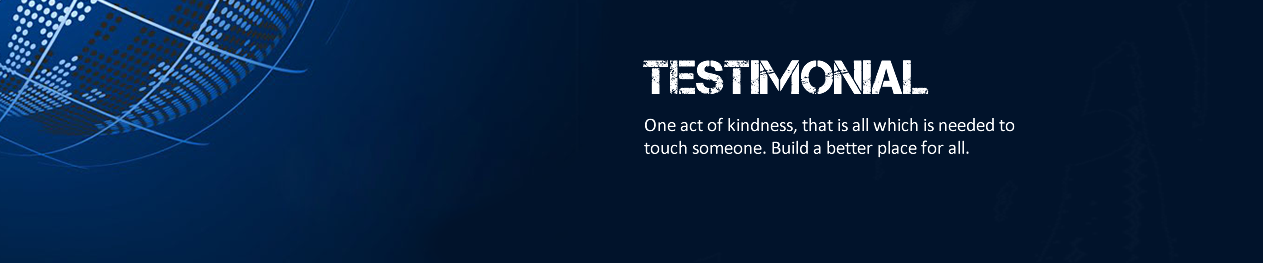 TESTIMONIAL
One act of kindness, that is all which is needed to
touch someone. Build a better place for all.